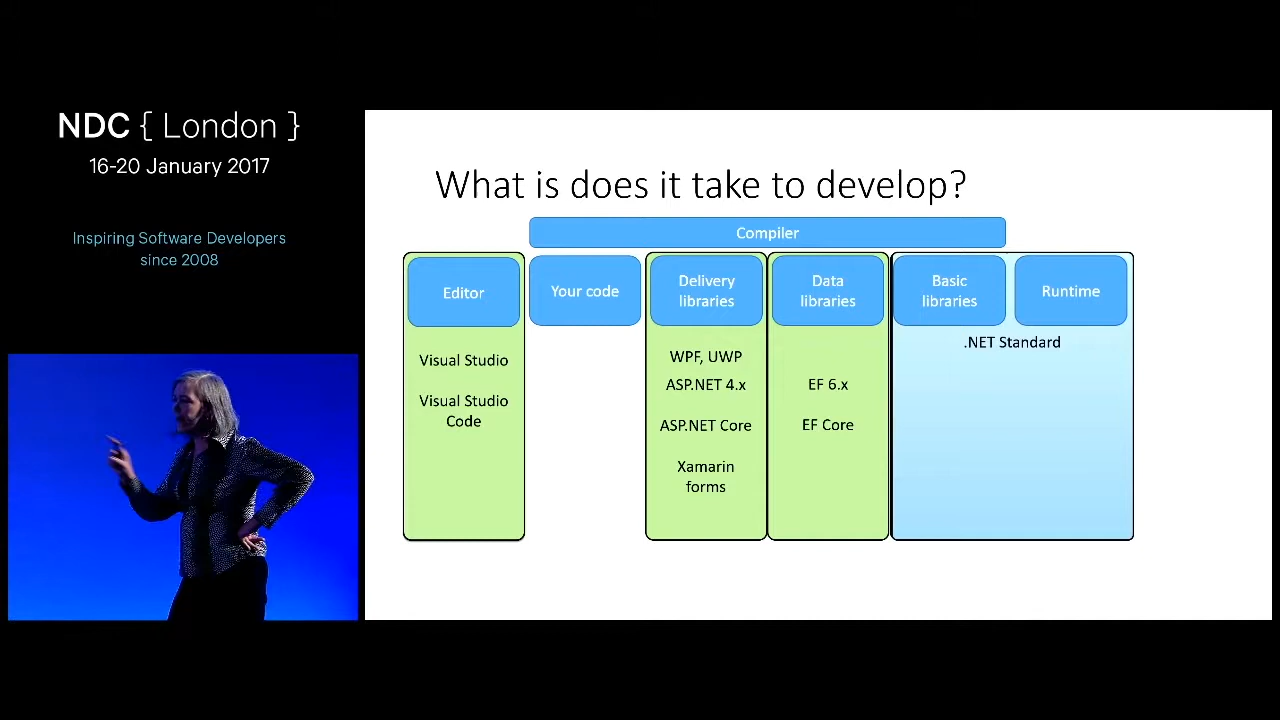 NDC { London }
16-20 January 2017
Inspiring Software Developers
since 2008
What is does it take to develop?
Compiler
Editor
Your code
Delivery
libraries
Data
libraries
Basic
libraries
Runtime
Visual Studio
Visual Studio
Code
WPF, UWP
ASP.NET 4.x
ASP.NET Core
Xamarin
forms
EF 6.x
EF Core
.NET Standard